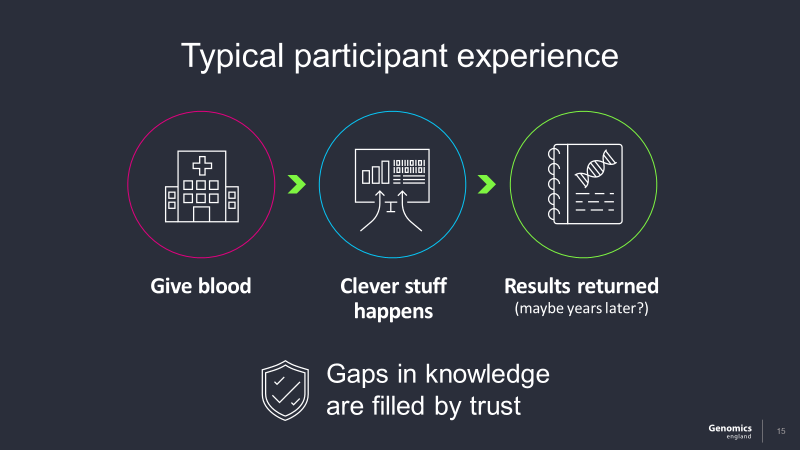 Typical participant experience
Give blood
Clever stuff
happens
Results returned
(maybe years later?)
Gaps in knowledge
are filled by trust
Genomics
england
15